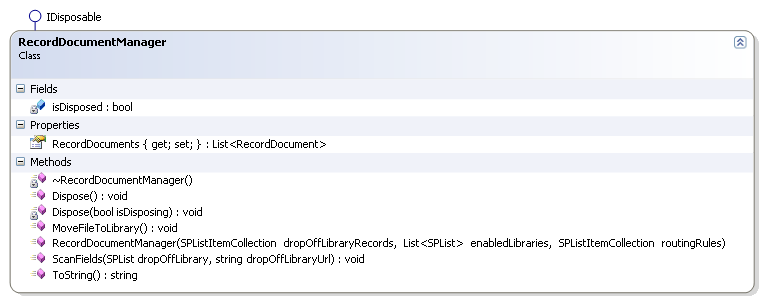 IDisposable
RecordDocumentManager
Class
Fields
isDisposed : bool
Properties
RecordDocuments { get; set; } : List<RecordDocument>
Methods
~RecordDocumentManager()
Dispose() : void
Dispose(bool isDisposing) : void
MoveFileToLibrary() : void
RecordDocumentManager(SPListItemCollection dropOffLibraryRecords, List<SPList> enabledLibraries, SPListItemCollection routingRules)
ScanFields(SPList dropOffLibrary, string dropOffLibraryUrl) : void
ToString() : string